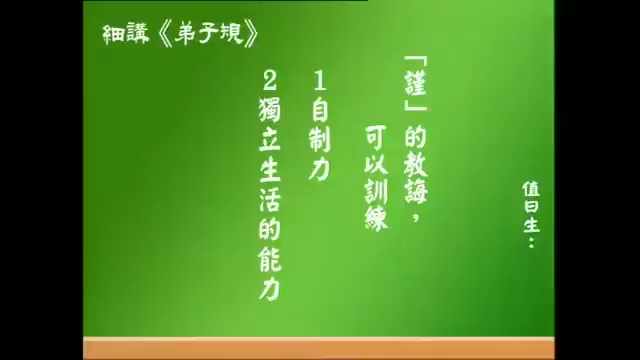 細講《弟子規》
「謹」的教誨，
可以訓練
1自制力
2獨立生活的能力
值日生：